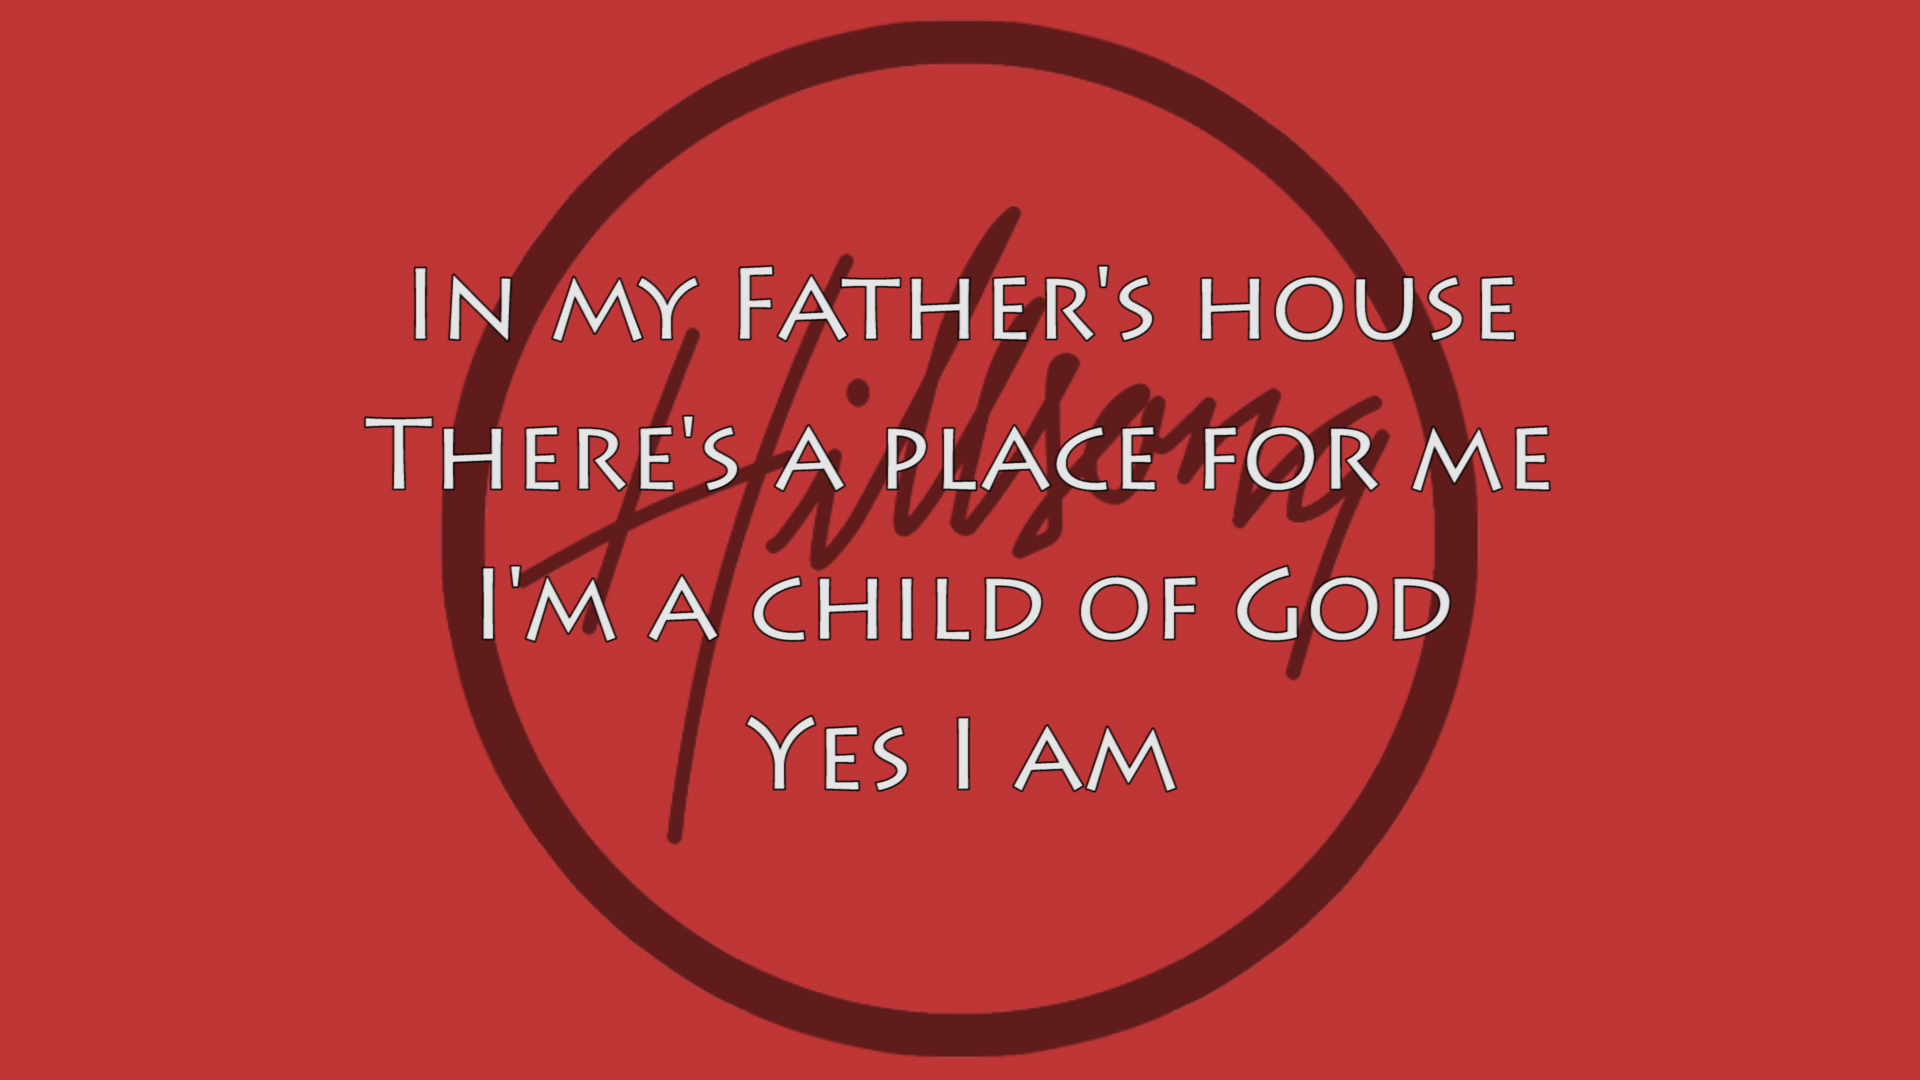 In my Father's house
There's a place for me
I'm a child of God
Yes I am
Hillsong